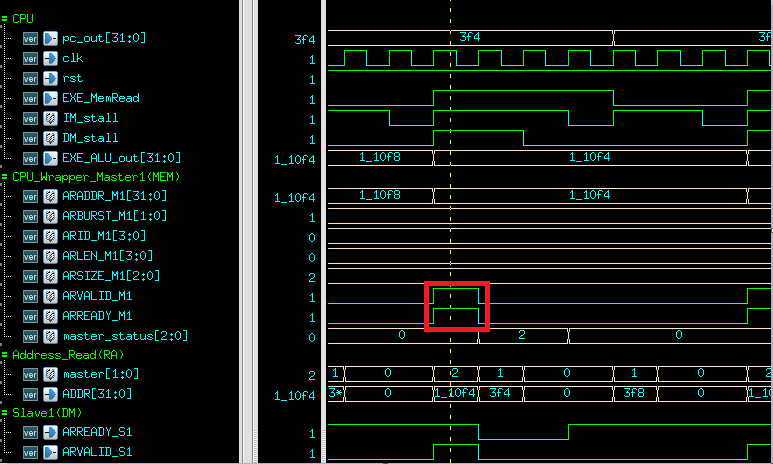 CPU
ver pc_out[31:0] 3f4 3f4 3f
ver clk 1
ver rst 1
ver EXE_MemRead 1
ver IM_stall 1
ver DM_stall 1
ver EXE_ALU_out[31:0] 1_10f4 1_10f8 1_10f4
CPU_Wrapper_Master1(MEM)
ver ARADDR_M1[31:0] 1_10f4 1_10f8 1_10f4
ver ARBURST_M1[1:0] 1
ver ARID_M1[3:0] 0
ver ARLEN_M1[3:0] 0
ver ARSIZE_M1[2:0] 2
ver ARVALID_M1 1
ver ARREADY_M1 1
ver master_status[2:0] 0 0 2 0
Address_Read(RA)
ver master[1:0] 2 1 0 2 1 0 1 0 2
ver ADDR[31:0] 1_10f4 3* 0 1_10f4 3f4 0 3f8 0 1_10
Slave1(DM)
ver ARREADY_S1 1
ver ARVALID_S1 1